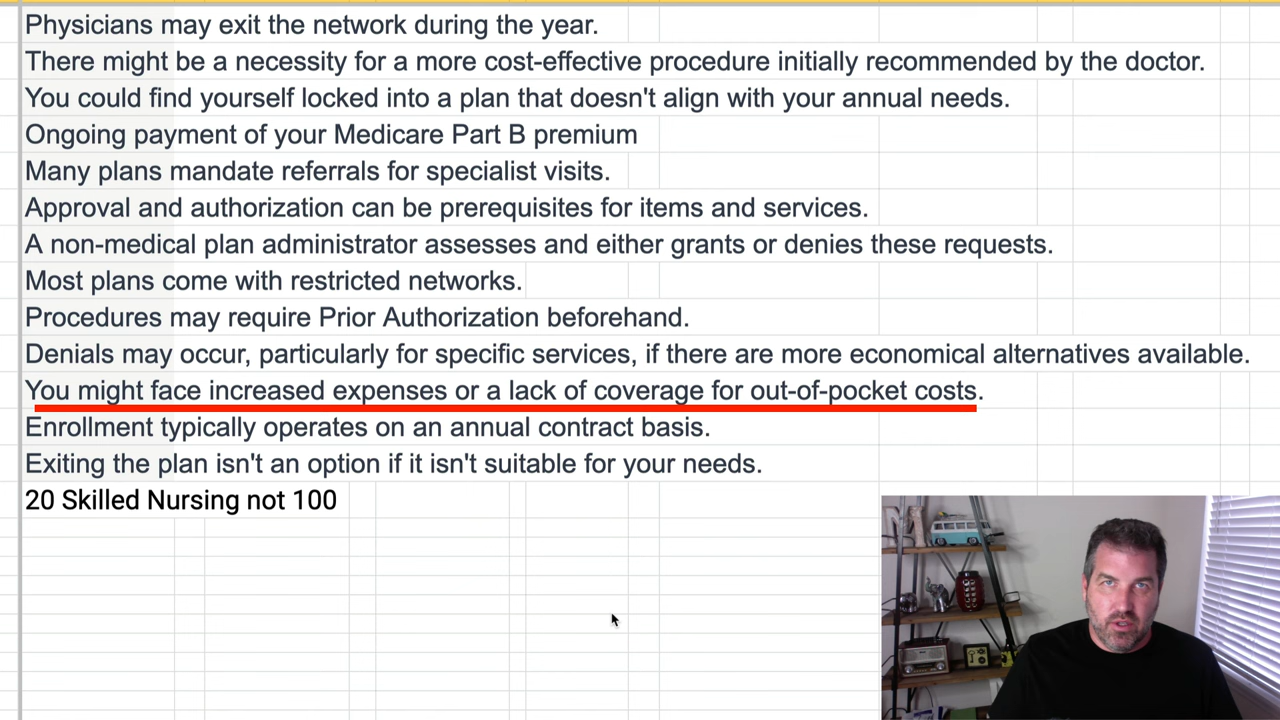 Physicians may exit the network during the year.
There might be a necessity for a more cost-effective procedure initially recommended by the doctor.
You could find yourself locked into a plan that doesn't align with your annual needs.
Ongoing payment of your Medicare Part B premium
Many plans mandate referrals for specialist visits.
Approval and authorization can be prerequisites for items and services.
A non-medical plan administrator assesses and either grants or denies these requests.
Most plans come with restricted networks.
Procedures may require Prior Authorization beforehand.
Denials may occur, particularly for specific services, if there are more economical alternatives available.
You might face increased expenses or a lack of coverage for out-of-pocket costs.
Enrollment typically operates on an annual contract basis.
Exiting the plan isn't an option if it isn't suitable for your needs.
20 Skilled Nursing not 100